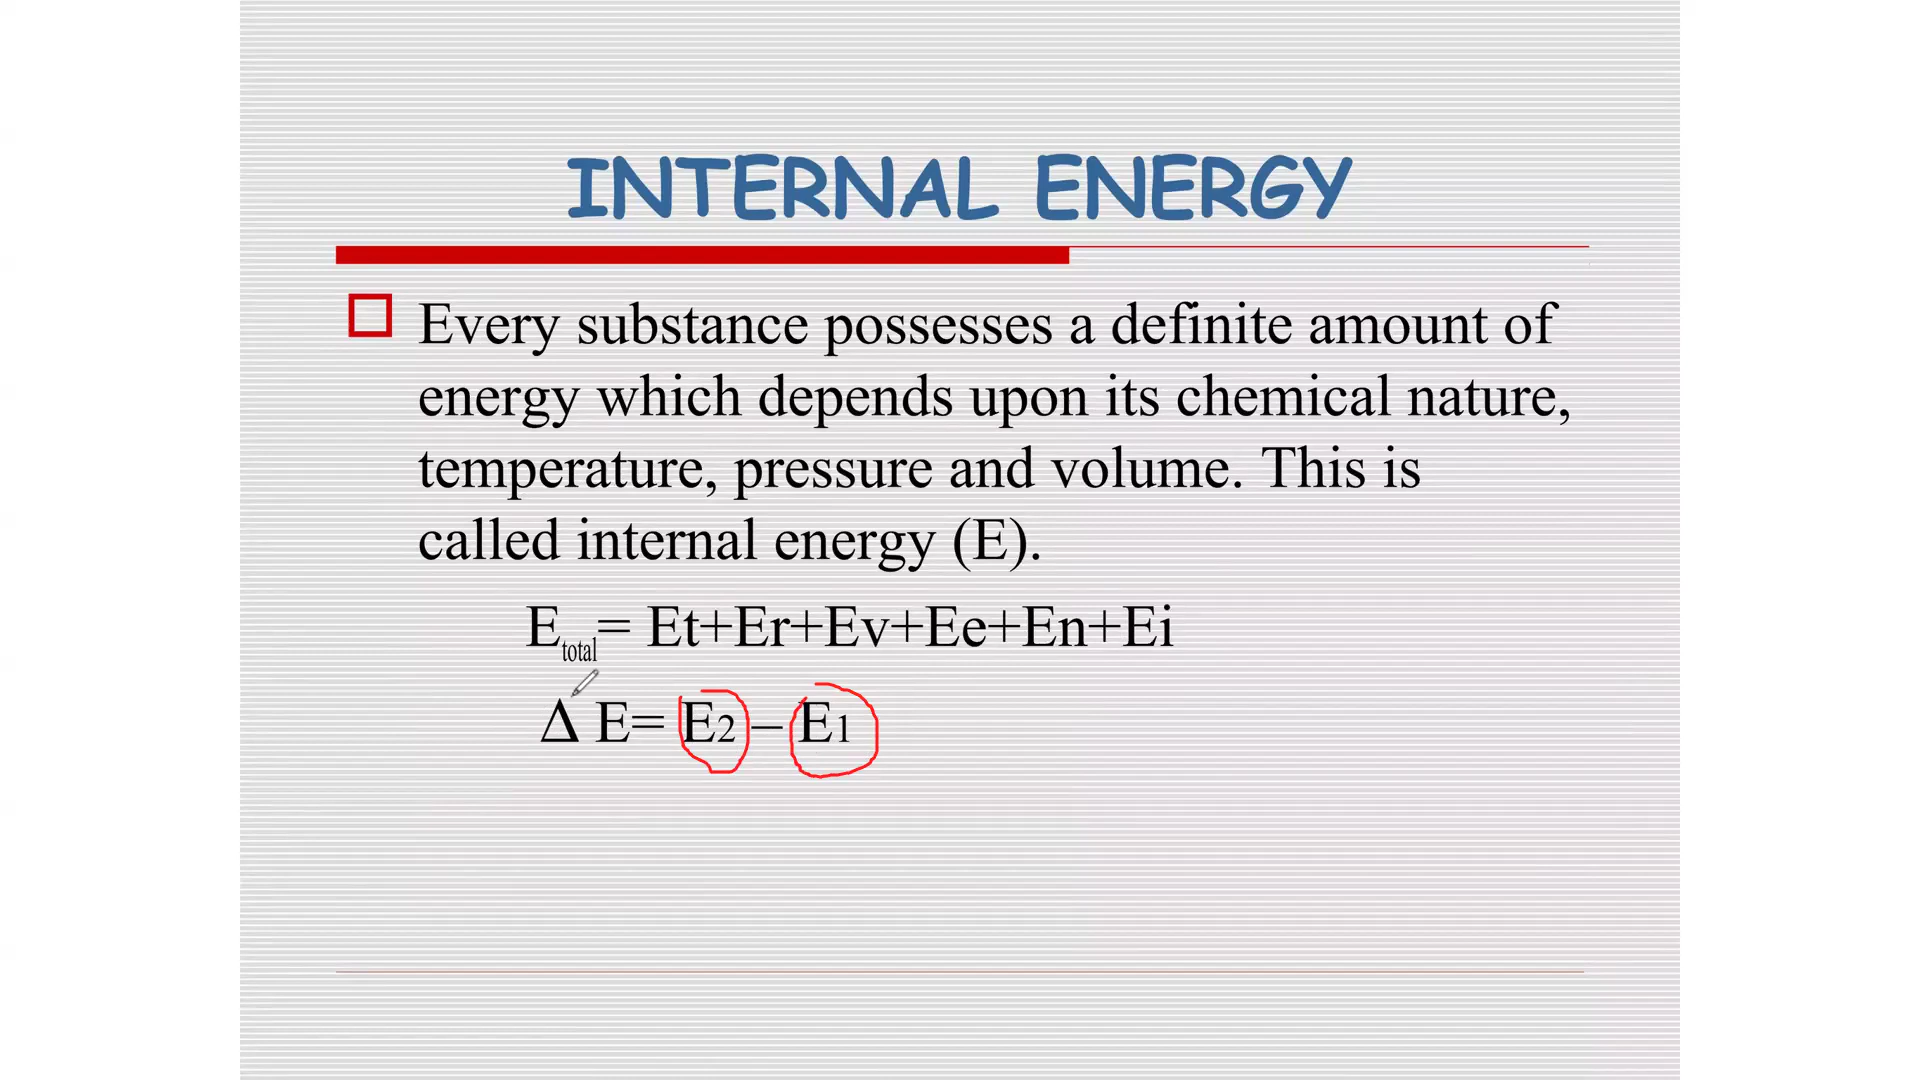 INTERNAL ENERGY
Every substance possesses a definite amount of
energy which depends upon its chemical nature,
temperature, pressure and volume. This is
called internal energy (E).
Etotal= Et+Er+Ev+Ee+En+Ei
Δ E= E2 – E1